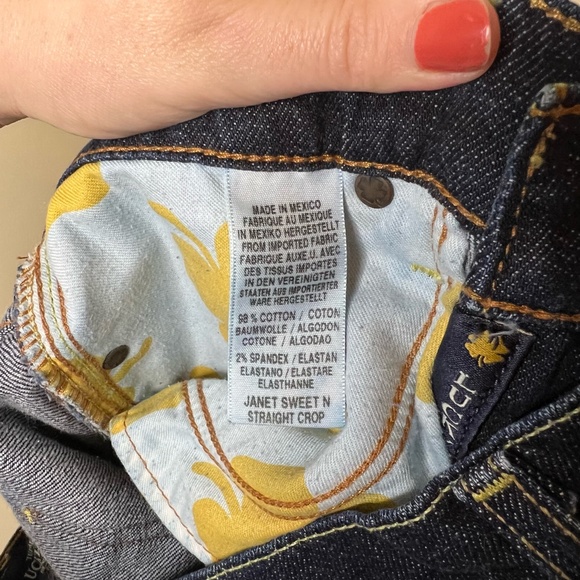 MADE IN MEXICO
FABRIQUE AU MEXIQUE
IN MEXIKO HERGESTELLT
FROM IMPORTED FABRIC
FABRIQUE AUX E.U. AVEC
DES TISSUS IMPORTES
IN DEN VEREINIGTEN
STAATEN AUS IMPORTIERTER
WARE HERGESTELLT
98 % COTTON / COTON
BAUMWOLLE / ALGODON
COTONE / ALGODAO
2% SPANDEX / ELASTAN
ELASTANO / ELASTARE
ELASTHANNE
JANET SWEET N
STRAIGHT CROP